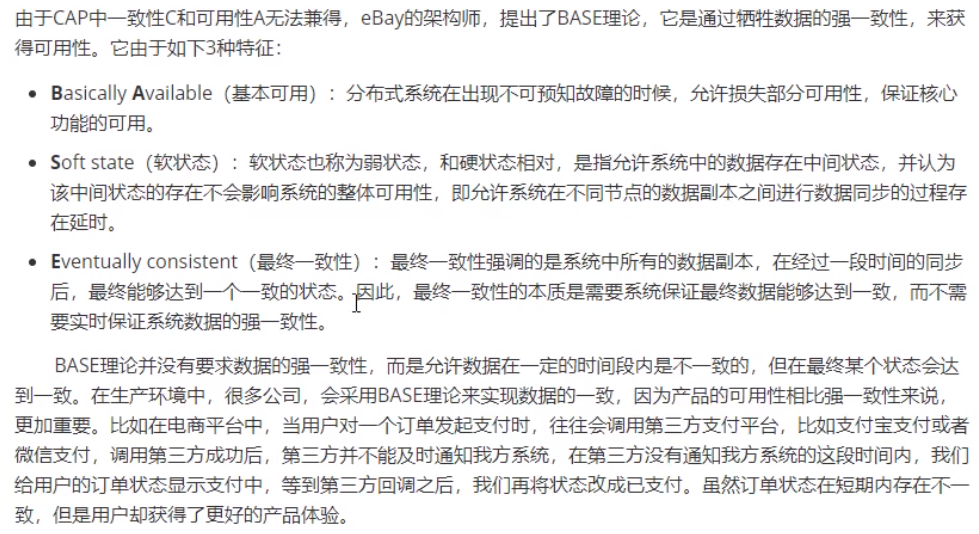 由于CAP中一致性C和可用性A无法兼得，eBay的架构师，提出了BASE理论，它是通过牺牲数据的强一致性，来获
得可用性。它由于如下3种特征：
• Basically Available（基本可用）：分布式系统在出现不可预知故障的时候，允许损失部分可用性，保证核心
功能的可用。
• Soft state（软状态）：软状态也称为弱状态，和硬状态相对，是指允许系统中的数据存在中间状态，并认为
该中间状态的存在不会影响系统的整体可用性，即允许系统在不同节点的数据副本之间进行数据同步的过程存
在延时。
• Eventually consistent（最终一致性）：最终一致性强调的是系统中所有的数据副本，在经过一段时间的同步
后，最终能够达到一个一致的状态。因此，最终一致性的本质是需要系统保证最终数据能够达到一致，而不需
要实时保证系统数据的强一致性。
BASE理论并没有要求数据的强一致性，而是允许数据在一定的时间段内是不一致的，但在最终某个状态会达
到一致。在生产环境中，很多公司，会采用BASE理论来实现数据的一致，因为产品的可用性相比强一致性来说，
更加重要。比如在电商平台中，当用户对一个订单发起支付时，往往会调用第三方支付平台，比如支付宝支付或者
微信支付，调用第三方成功后，第三方并不能及时通知我方系统，在第三方没有通知我方系统的这段时间内，我们
给用户的订单状态显示支付中，等到第三方回调之后，我们再将状态改成已支付。虽然订单状态在短期内存在不一
致，但是用户却获得了更好的产品体验。